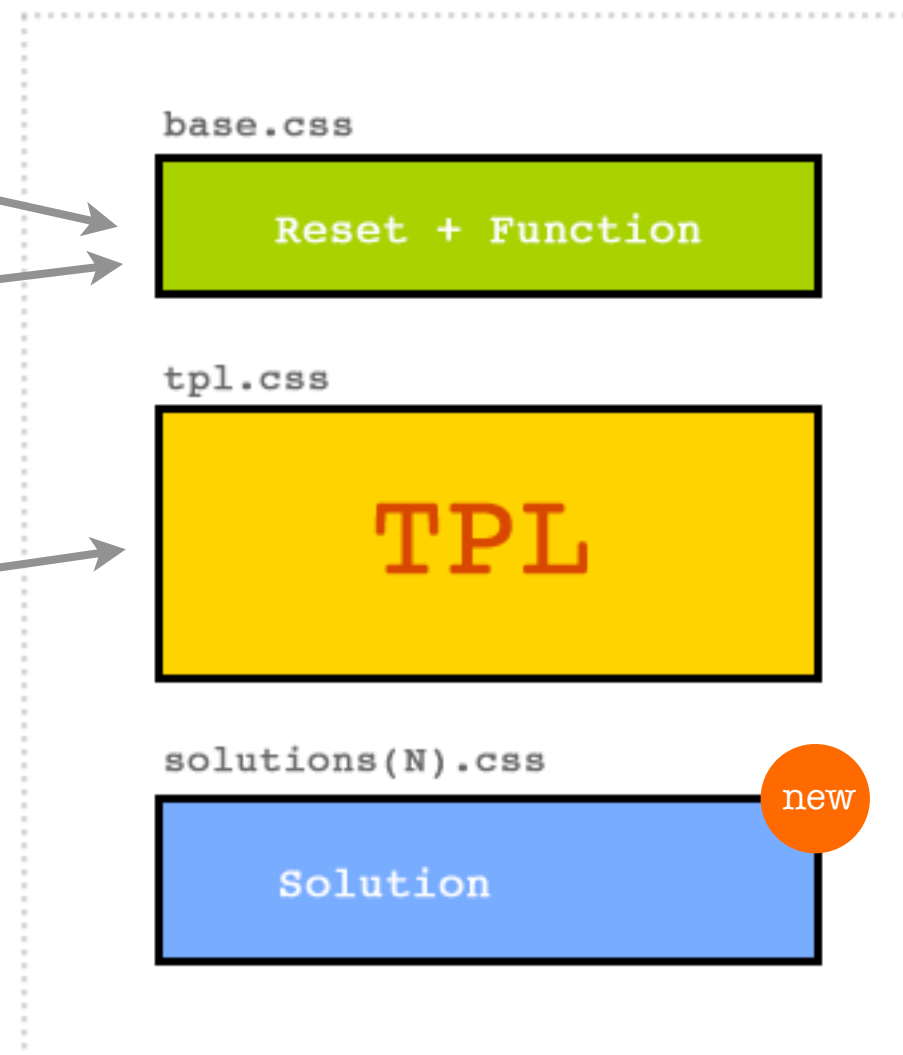 base.css
Reset + Function
tpl.css
TPL
solutions(N).css
new
Solution